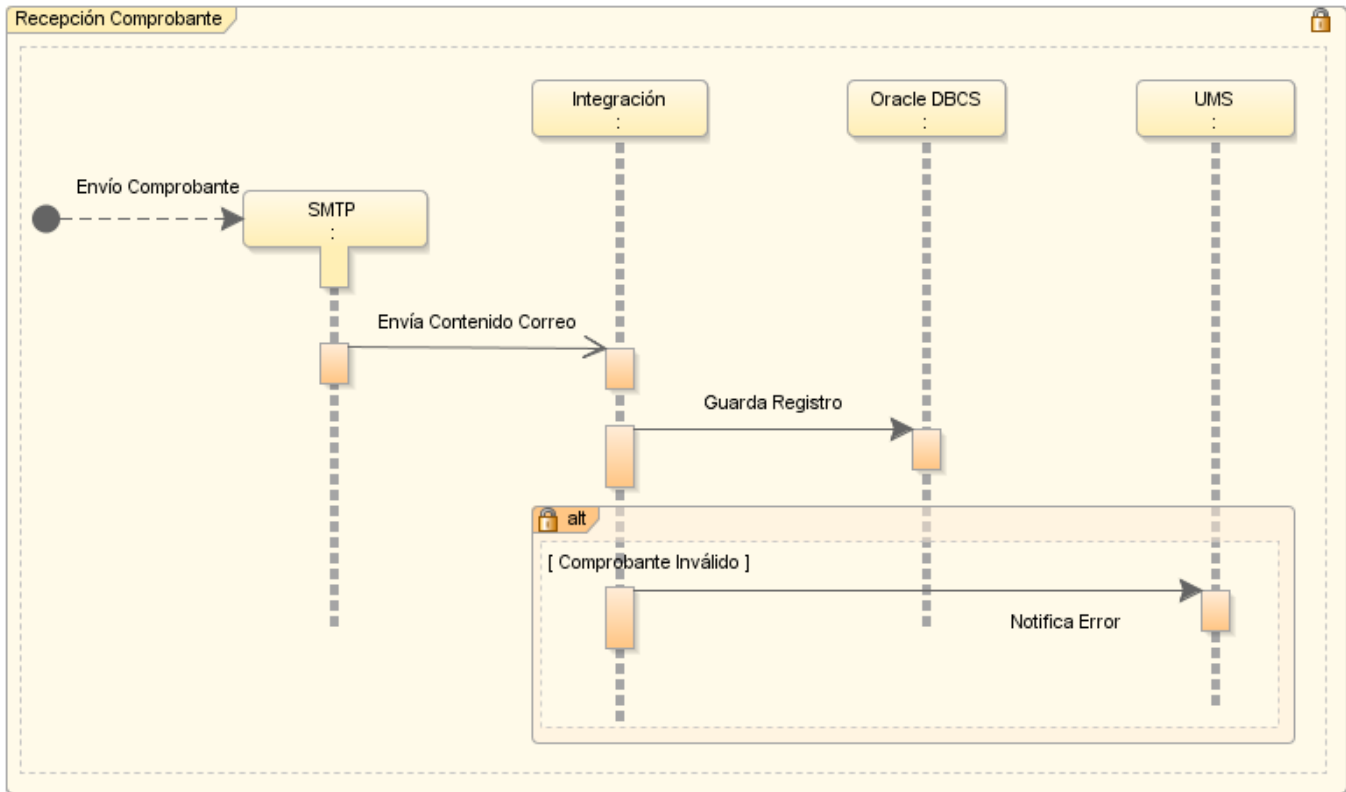 Recepción Comprobante
Integración
:
Oracle DBCS
:
UMS
:
Envío Comprobante
SMTP
:
Envía Contenido Correo
Guarda Registro
alt
[ Comprobante Inválido ]
Notifica Error